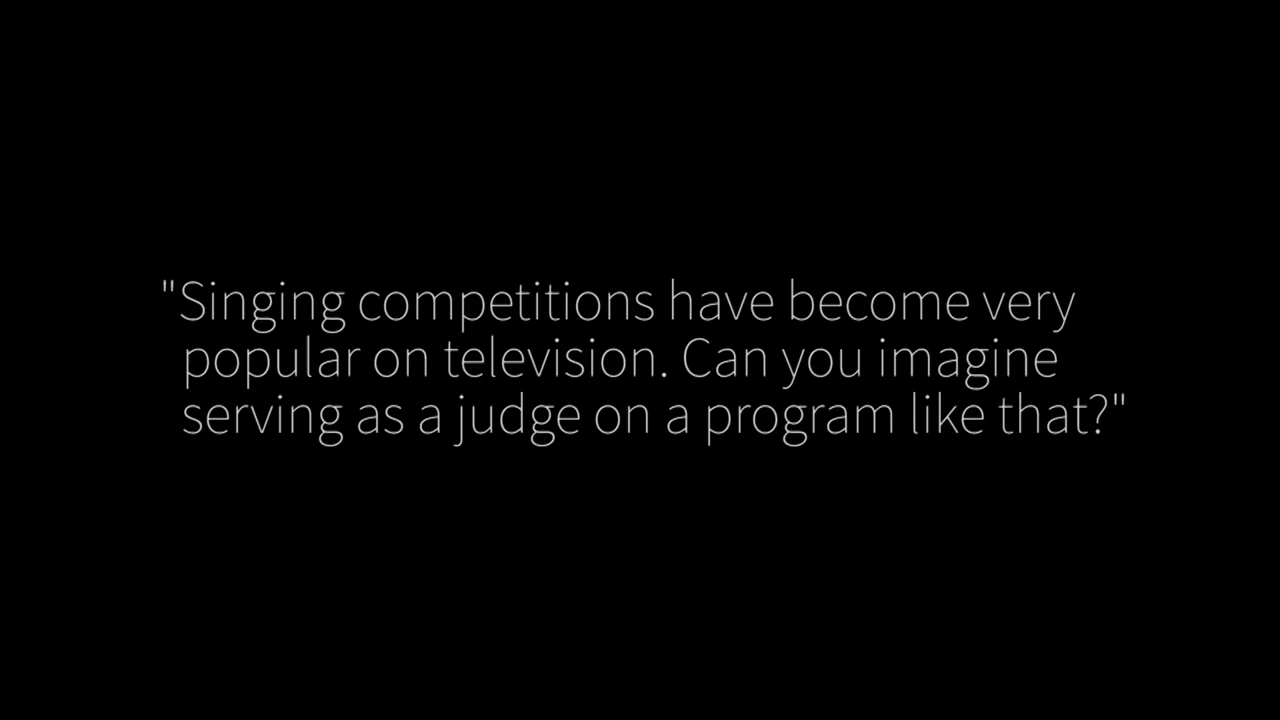 "Singing competitions have become very
popular on television. Can you imagine
serving as a judge on a program like that?"